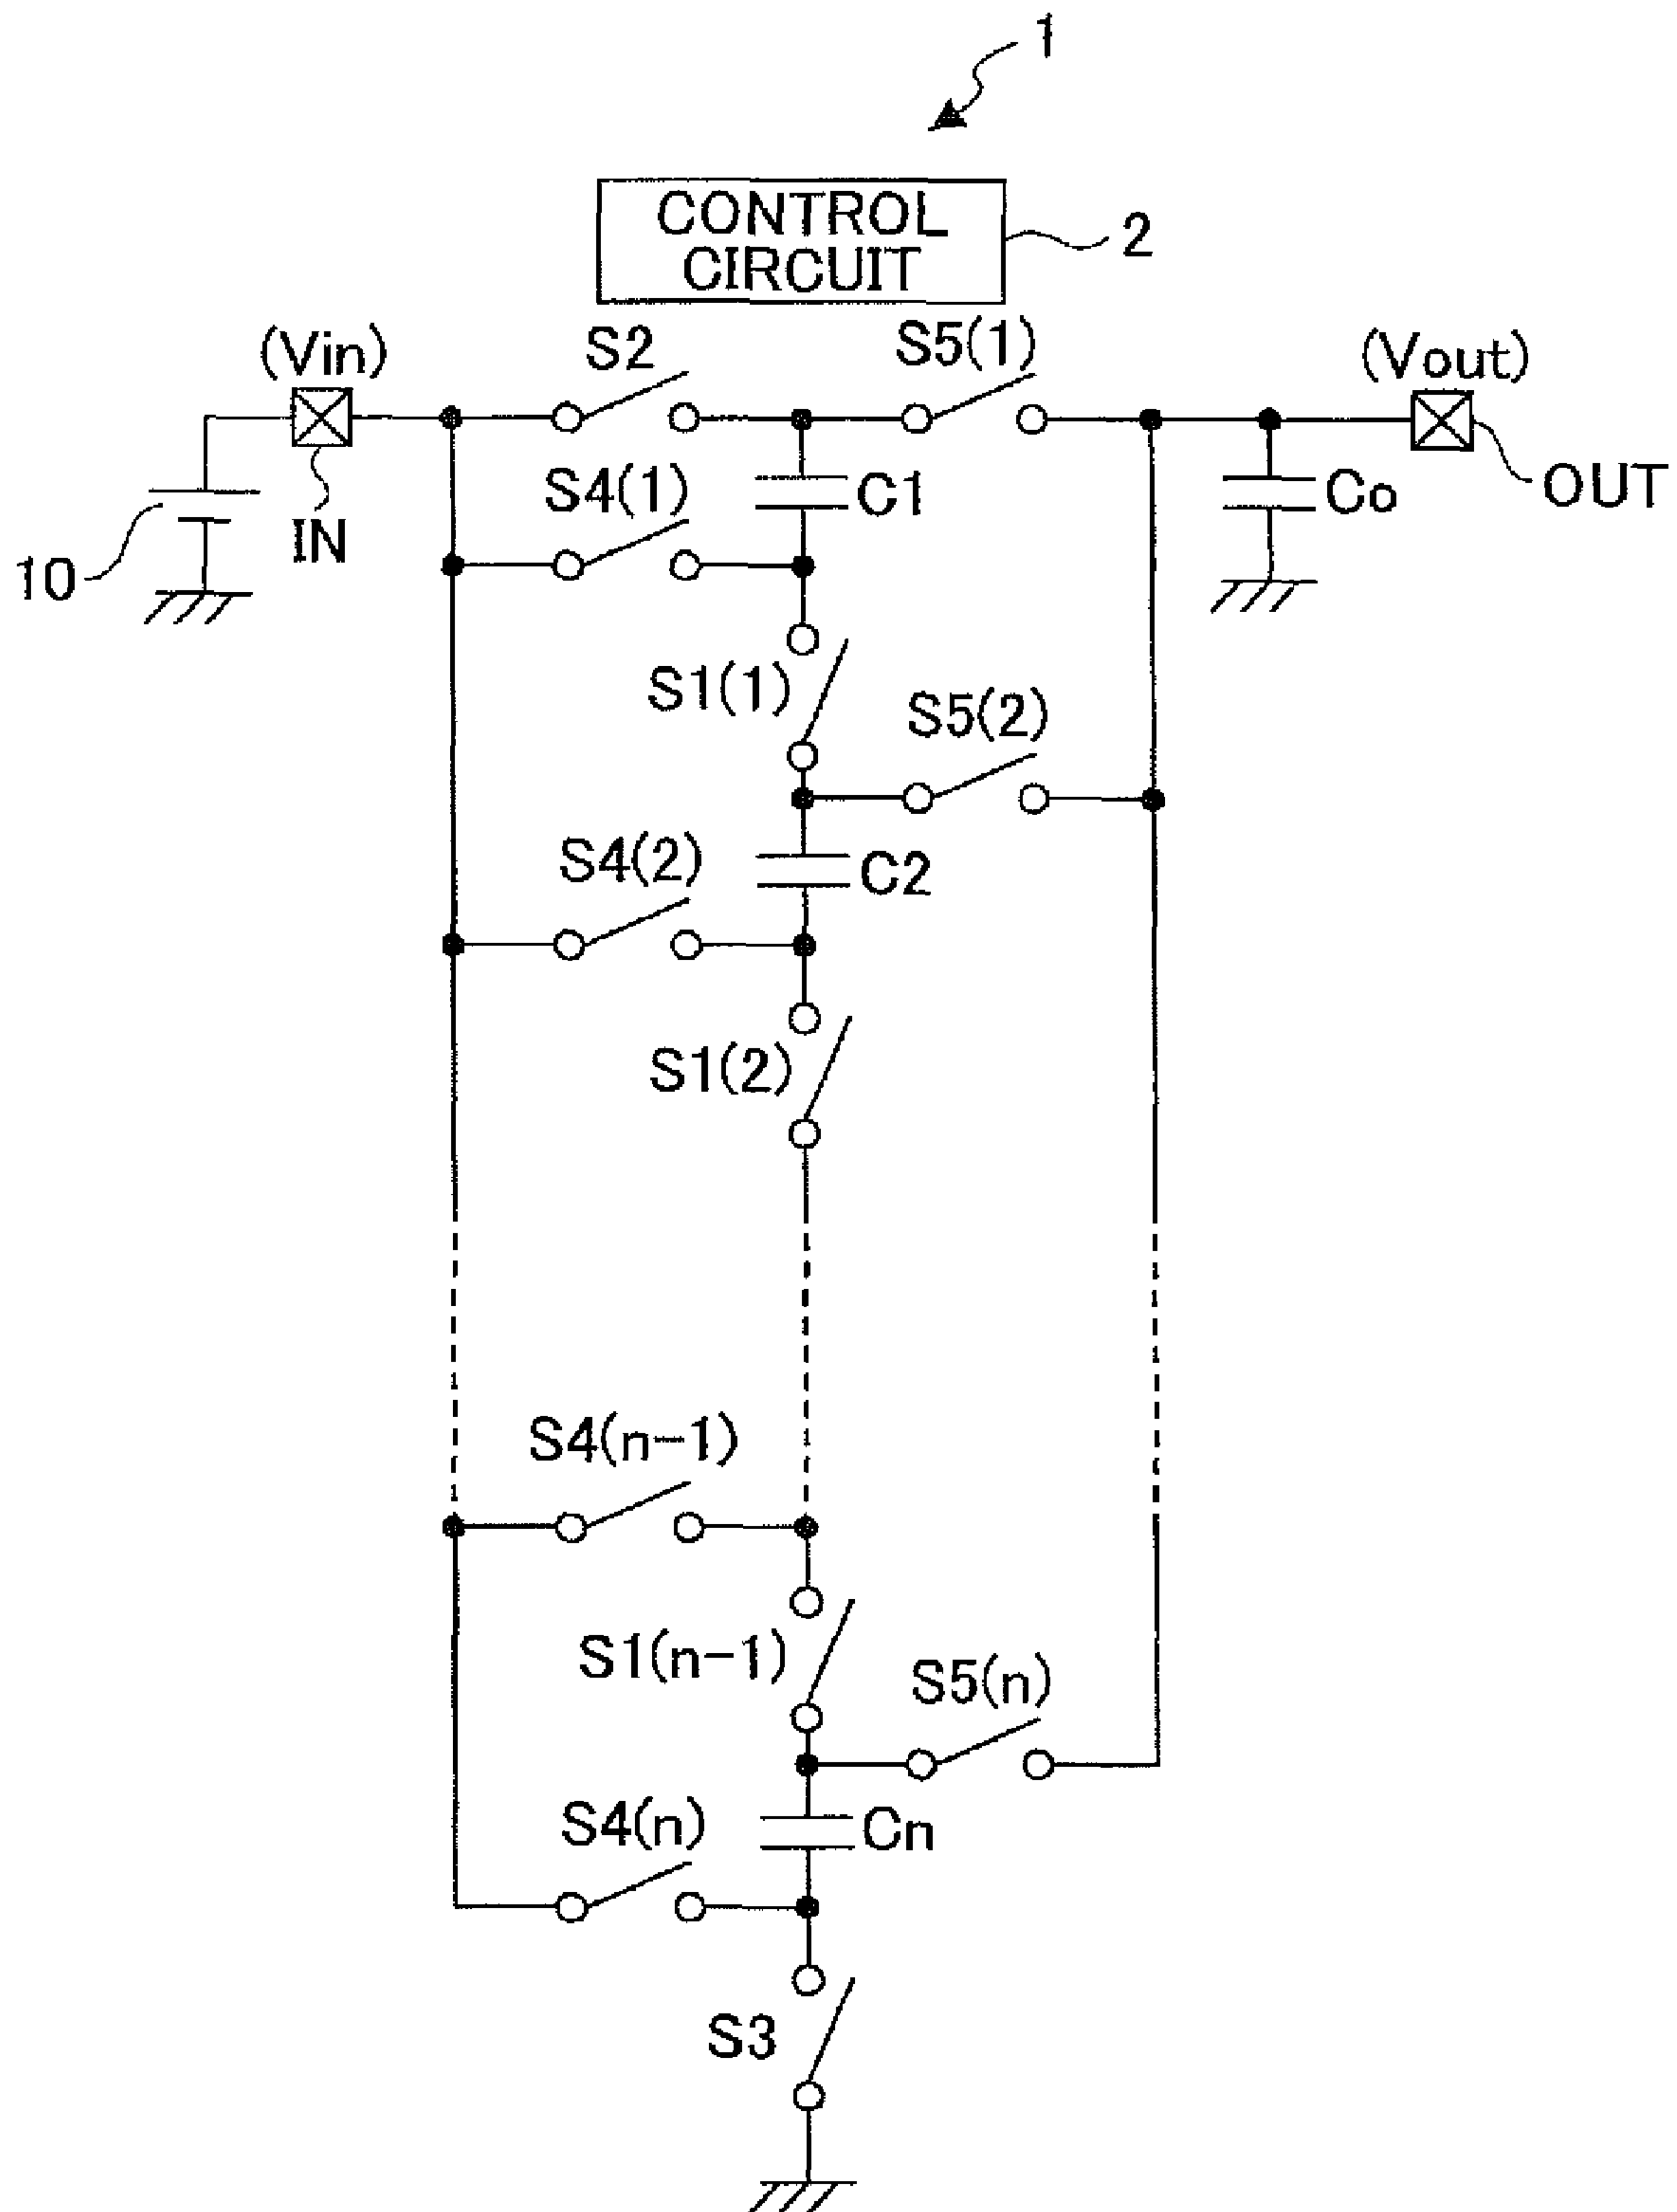 1
CONTROL
CIRCUIT
2
(Vin)
S2
S5(1)
(Vout)
S4(1)
C1
Co
OUT
IN
10
S1(1)
S5(2)
S4(2)
C2
S1(2)
S4(n-1)
S1(n-1)
S5(n)
S4(n)
Cn
S3